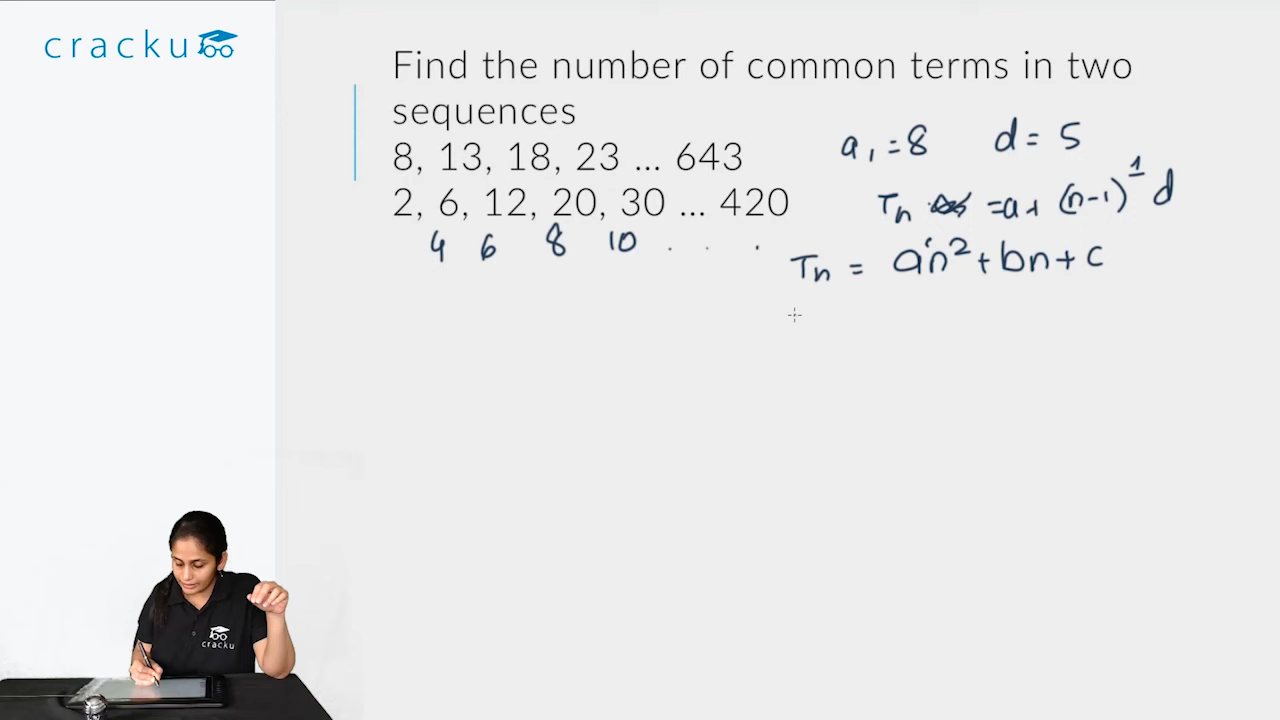 cracku
Find the number of common terms in two
sequences
8, 13, 18, 23 ... 643
2, 6, 12, 20, 30 ... 420
4 6 8 10 . . .
a₁ = 8 d = 5
Tn = a + (n-1)¹ d
Tn = an² + bn + c
cracku